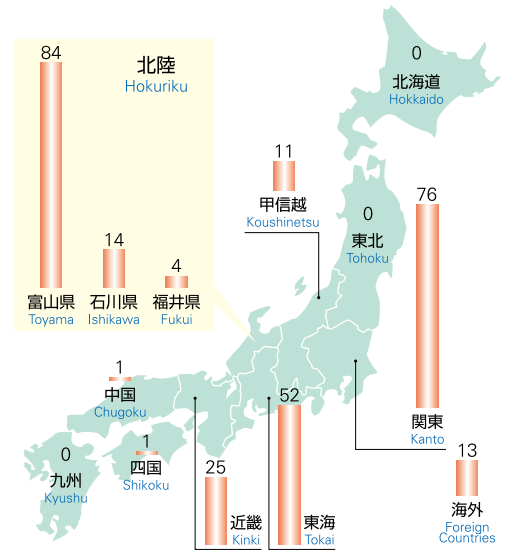 84
北陸
Hokuriku
14
4
富山県
Toyama
石川県
Ishikawa
福井県
Fukui
0
北海道
Hokkaido
11
甲信越
Koushinetsu
0
東北
Tohoku
76
関東
Kanto
1
中国
Chugoku
52
東海
Tokai
0
九州
Kyushu
1
四国
Shikoku
25
近畿
Kinki
13
海外
Foreign
Countries